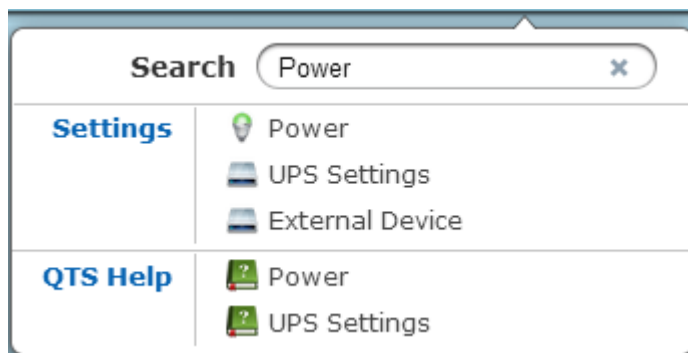 Search Power
Settings Power
UPS Settings
External Device
QTS Help Power
UPS Settings